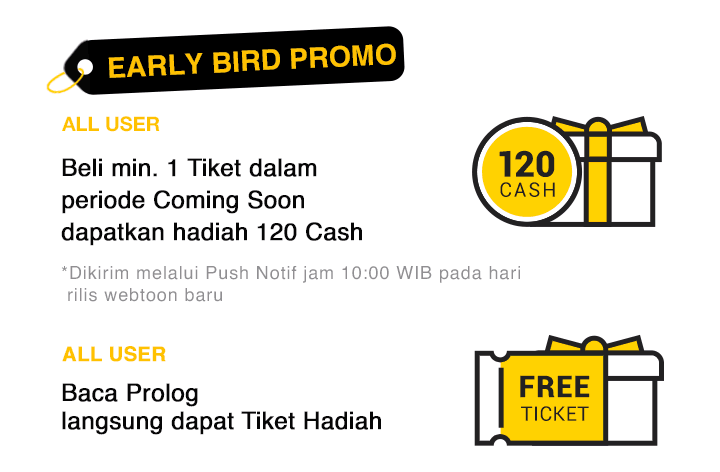 EARLY BIRD PROMO
ALL USER
Beli min. 1 Tiket dalam
periode Coming Soon
dapatkan hadiah 120 Cash
120
CASH
*Dikirim melalui Push Notif jam 10:00 WIB pada hari
rilis webtoon baru
ALL USER
Baca Prolog
langsung dapat Tiket Hadiah
FREE
TICKET